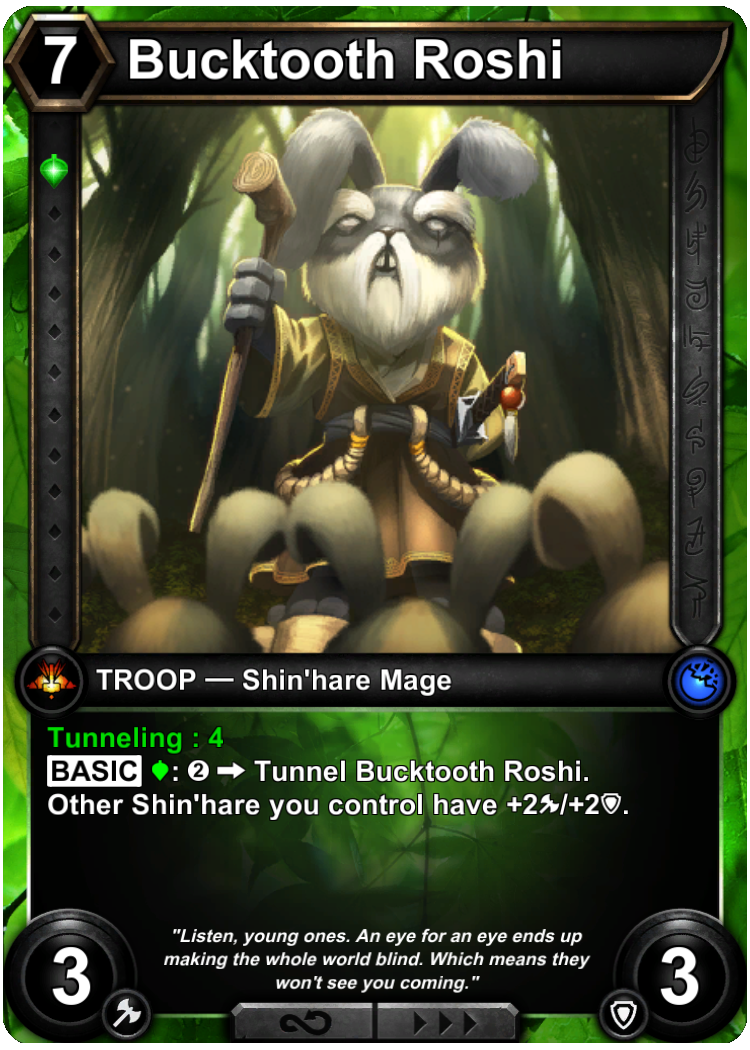 7 Bucktooth Roshi
TROOP — Shin'hare Mage
Tunneling : 4
BASIC : ② ➡ Tunnel Bucktooth Roshi.
Other Shin'hare you control have +2/+2.
"Listen, young ones. An eye for an eye ends up
making the whole world blind. Which means they
won't see you coming."
3 3